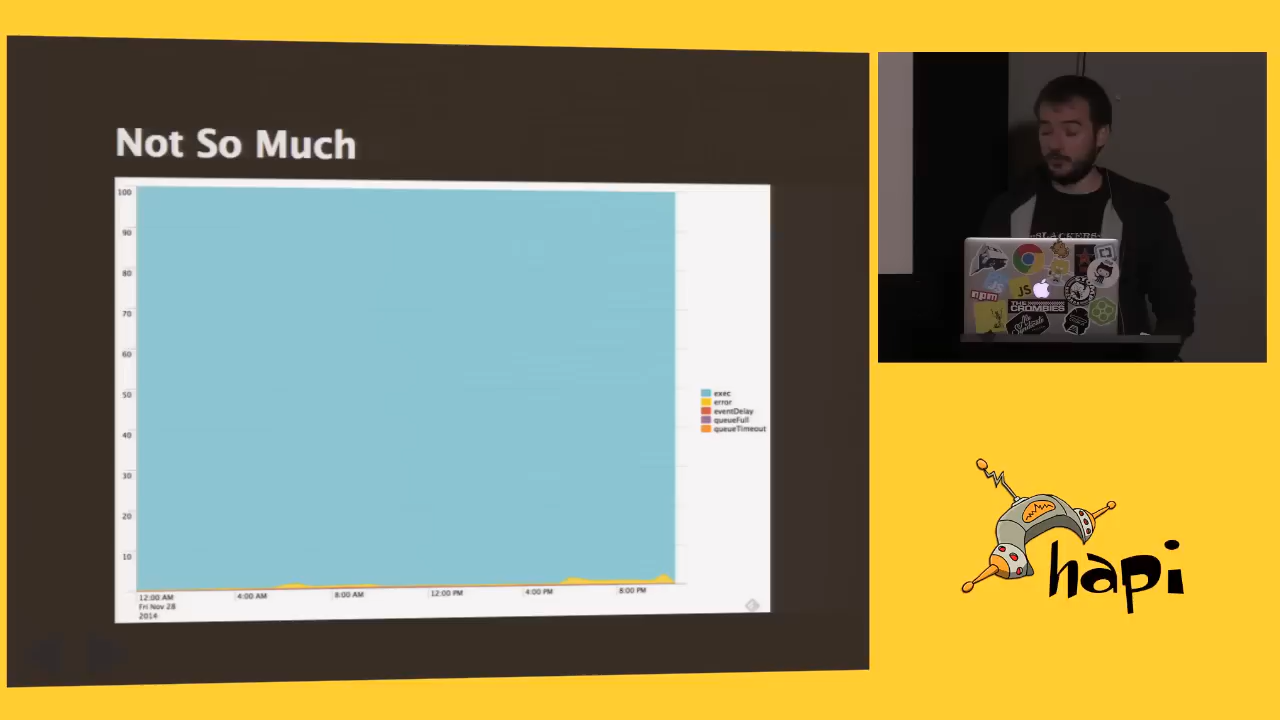 Not So Much
100
90
80
70
60
50
40
30
20
10
12:00 AM
Fri Nov 28
2014
4:00 AM
8:00 AM
12:00 PM
4:00 PM
8:00 PM
exec
error
eventDelay
queueFull
queueTimeout
SLACKERS
JS
npm
JS
THE CROMBIES
hapi